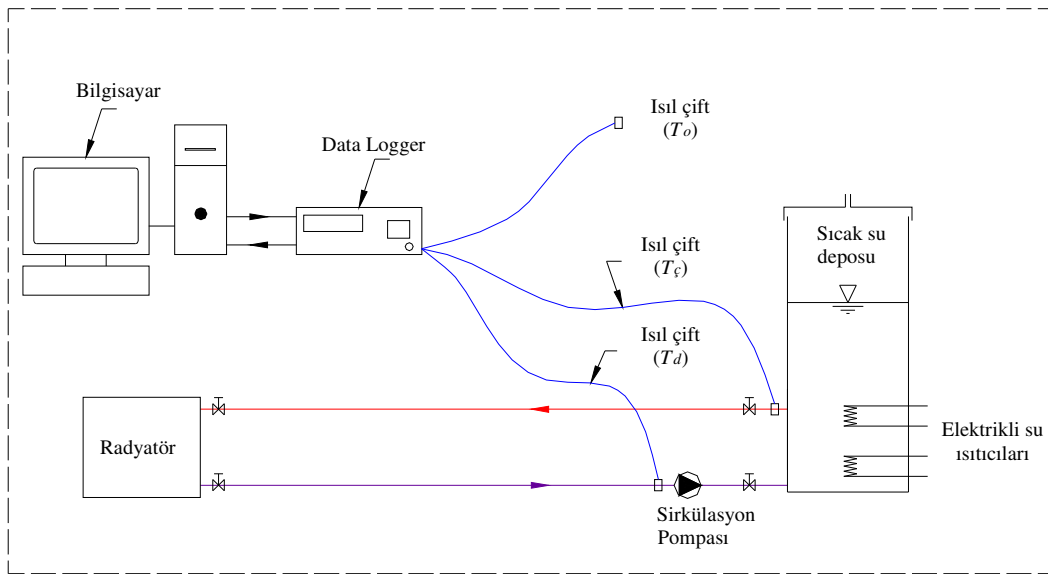 Bilgisayar
Data Logger
Isıl çift
(To)
Isıl çift
(Tç)
Isıl çift
(Td)
Sıcak su
deposu
Radyatör
Elektrikli su
ısıtıcıları
Sirkülasyon
Pompası